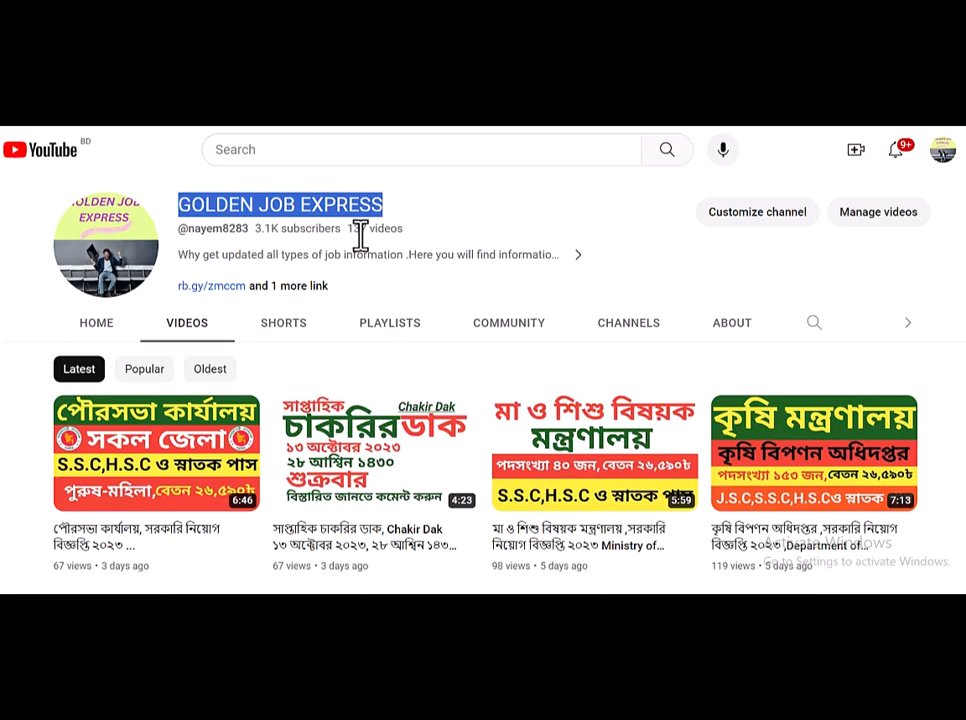 YouTube BD
Search
9+
GOLDEN JOB EXPRESS
GOLDEN JOB
EXPRESS
@nayem8283 3.1K subscribers videos
Why get updated all types of job information .Here you will find informatio...
rb.gy/zmccm and 1 more link
Customize channel
Manage videos
HOME VIDEOS SHORTS PLAYLISTS COMMUNITY CHANNELS ABOUT
Latest Popular Oldest
পৌরসভা কার্যালয়
সকল জেলা
S.S.C,H.S.C ও স্নাতক পাস
পুরুষ-মহিলা,বেতন ২৬,৫৯০৳
6:46
পৌরসভা কার্যালয়, সরকারি নিয়োগ
বিজ্ঞপ্তি ২০২৩ ...
67 views • 3 days ago
সাপ্তাহিক Chakir Dak
চাকরির ডাক
১৩ অক্টোবর ২০২৩
২৮ আশ্বিন ১৪৩০
শুক্রবার
বিস্তারিত জানতে কমেন্ট করুন
4:23
সাপ্তাহিক চাকরির ডাক, Chakir Dak
১৩ অক্টোবর ২০২৩, ২৮ আশ্বিন ১৪৩...
67 views • 3 days ago
মা ও শিশু বিষয়ক
মন্ত্রণালয়
পদসংখ্যা ৪০ জন, বেতন ২৬,৫৯০৳
S.S.C,H.S.C ও স্নাতক পাস
5:59
মা ও শিশু বিষয়ক মন্ত্রণালয় ,সরকারি
নিয়োগ বিজ্ঞপ্তি ২০২৩ Ministry of...
98 views • 5 days ago
কৃষি মন্ত্রণালয়
কৃষি বিপণন অধিদপ্তর
পদসংখ্যা ১৫৩ জন,বেতন ২৬,৫৯০৳
J.S.C,S.S.C,H.S.Cও স্নাতক
7:13
কৃষি বিপণন অধিদপ্তর ,সরকারি নিয়োগ
বিজ্ঞপ্তি ২০২৩ ,Department of...
119 views • 5 days ago
Activate Windows
Go to Settings to activate Windows.